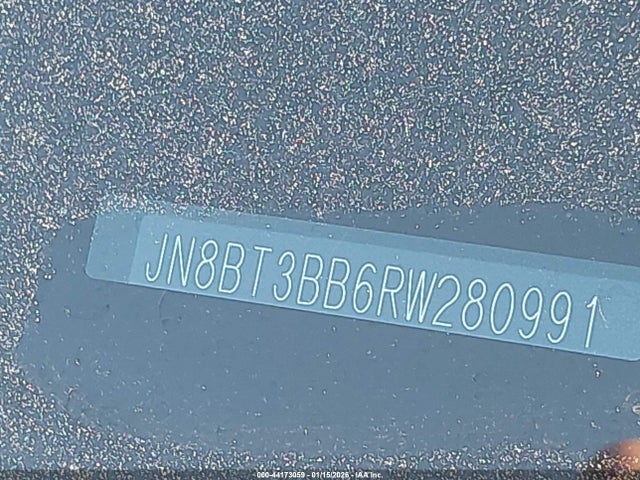 JN8BT3BB6RW280991
000-44173059 - 01/15/2026 - IAA Inc.